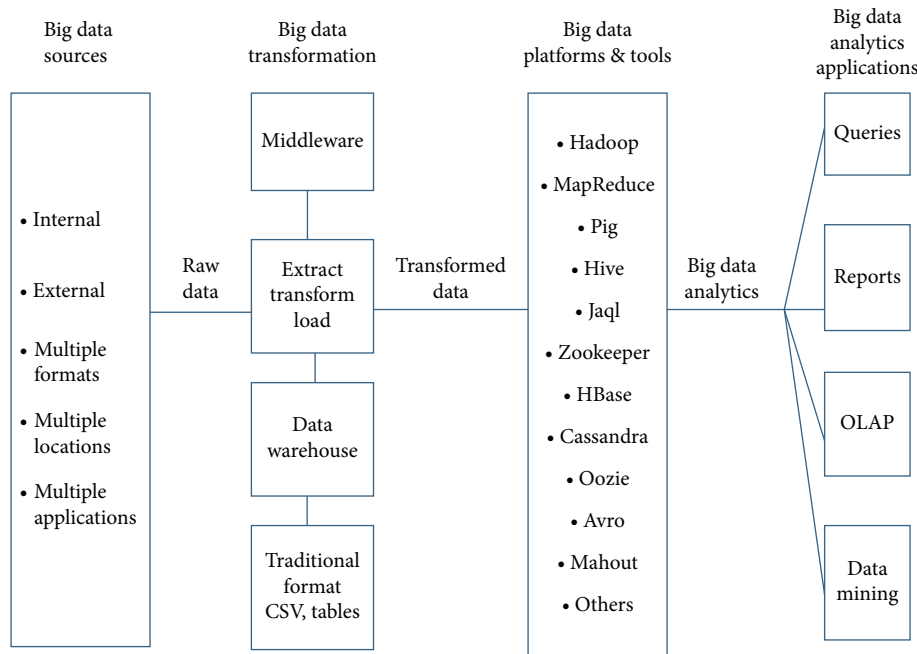 Big data
sources
• Internal
• External
• Multiple
formats
• Multiple
locations
• Multiple
applications
Raw
data
Big data
transformation
Middleware
Extract
transform
load
Data
warehouse
Traditional
format
CSV, tables
Transformed
data
Big data
platforms & tools
• Hadoop
• MapReduce
• Pig
• Hive
• Jaql
• Zookeeper
• HBase
• Cassandra
• Oozie
• Avro
• Mahout
• Others
Big data
analytics
Big data
analytics
applications
Queries
Reports
OLAP
Data
mining